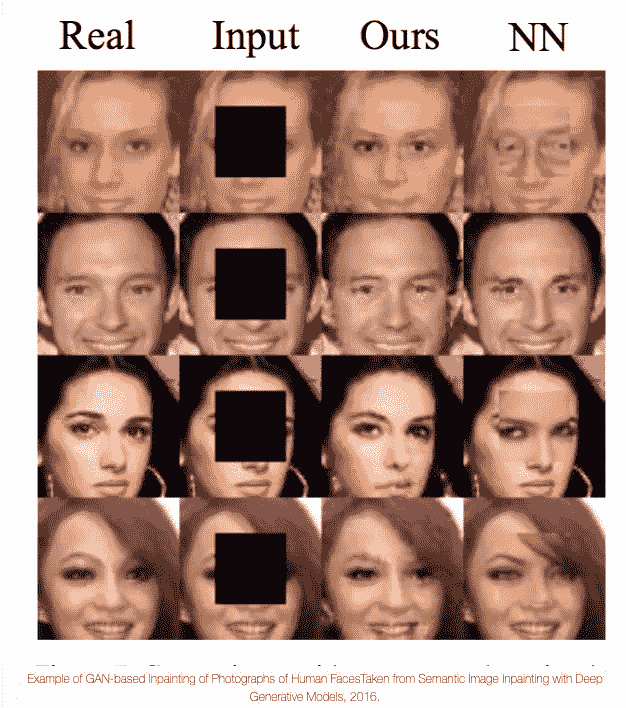 Real Input Ours NN
Example of GAN-based Inpainting of Photographs of Human FacesTaken from Semantic Image Inpainting with Deep
Generative Models, 2016.